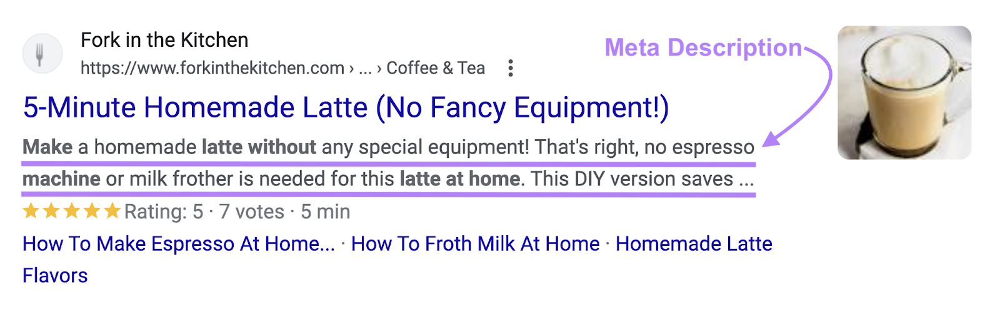 Fork in the Kitchen
https://www.forkinthekitchen.com › ... › Coffee & Tea
Meta Description
5-Minute Homemade Latte (No Fancy Equipment!)
Make a homemade latte without any special equipment! That's right, no espresso
machine or milk frother is needed for this latte at home. This DIY version saves ...
Rating: 5 · 7 votes · 5 min
How To Make Espresso At Home... · How To Froth Milk At Home · Homemade Latte
Flavors